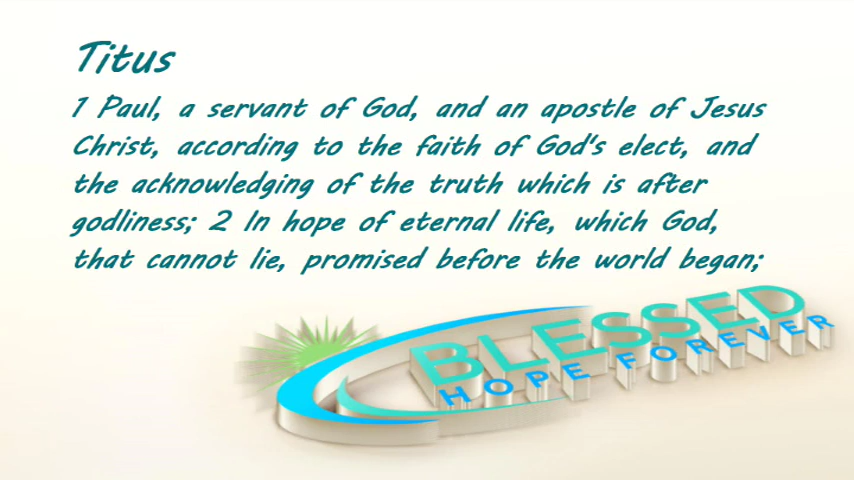 Titus
1 Paul, a servant of God, and an apostle of Jesus
Christ, according to the faith of God's elect, and
the acknowledging of the truth which is after
godliness; 2 In hope of eternal life, which God,
that cannot lie, promised before the world began;
BLESSED
HOPE FOREVER